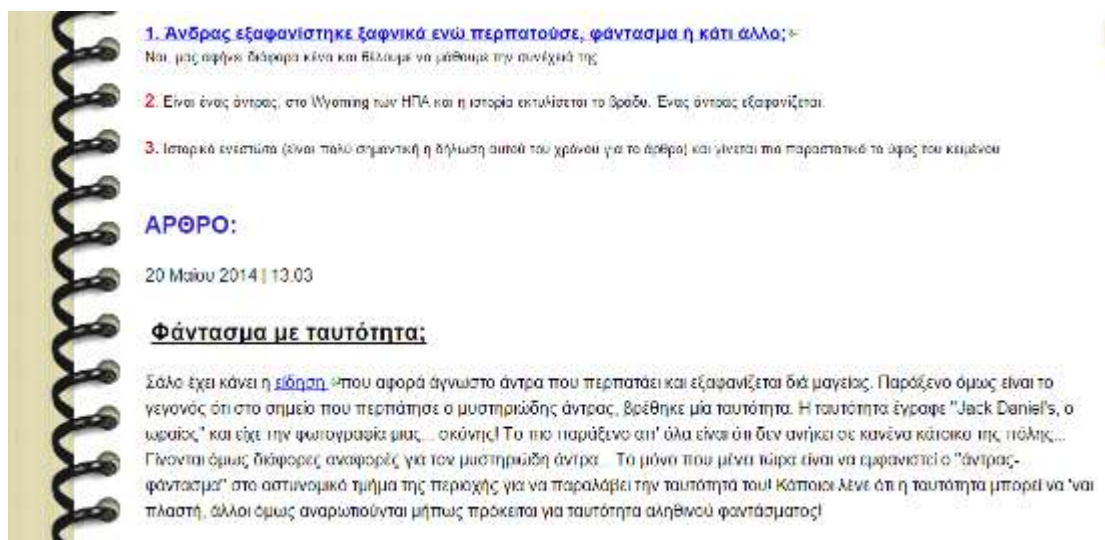 1. Άνδρας εξαφανίστηκε ξαφνικά ενώ περπατούσε, φάντασμα ή κάτι άλλο;
Ναι, μας αφήνει διάφορα κενά και θέλουμε να μάθουμε την συνέχειά της
2. Είναι ένας άντρας, στο Wyoming των ΗΠΑ και η ιστορία εκτυλίσεται το βράδυ. Ένας άντρας εξαφανίζεται.
3. Ιστορικό ενεστώτα (είναι πολύ σημαντική η δήλωση αυτού του χρόνου για το άρθρο) και γίνεται πιο παραστατικό το ύφος του κειμένου
ΑΡΘΡΟ:
20 Μαΐου 2014 | 13.03
Φάντασμα με ταυτότητα;
Σάλο έχει κάνει η είδηση που αφορά άγνωστο άντρα που περπατάει και εξαφανίζεται διά μαγείας. Παράξενο όμως είναι το
γεγονός ότι στο σημείο που περπάτησε ο μυστηριώδης άντρας, βρέθηκε μία ταυτότητα. Η ταυτότητα έγραφε "Jack Daniel's, ο
ωραίος" και είχε την φωτογραφία μιας... σκόνης! Το πιο παράξενο απ' όλα είναι ότι δεν ανήκει σε κανένα κάτοικο της πόλης...
Γίνονται όμως διάφορες αναφορές για τον μυστηριώδη άντρα... Το μόνο που μένει τώρα είναι να εμφανιστεί ο "άντρας-
φάντασμα" στο αστυνομικό τμήμα της περιοχής για να παραλάβει την ταυτότητά του! Κάποιοι λένε ότι η ταυτότητα μπορεί να 'ναι
πλαστή, άλλοι όμως αναρωτιούνται μήπως πρόκειται για ταυτότητα αληθινού φαντάσματος!